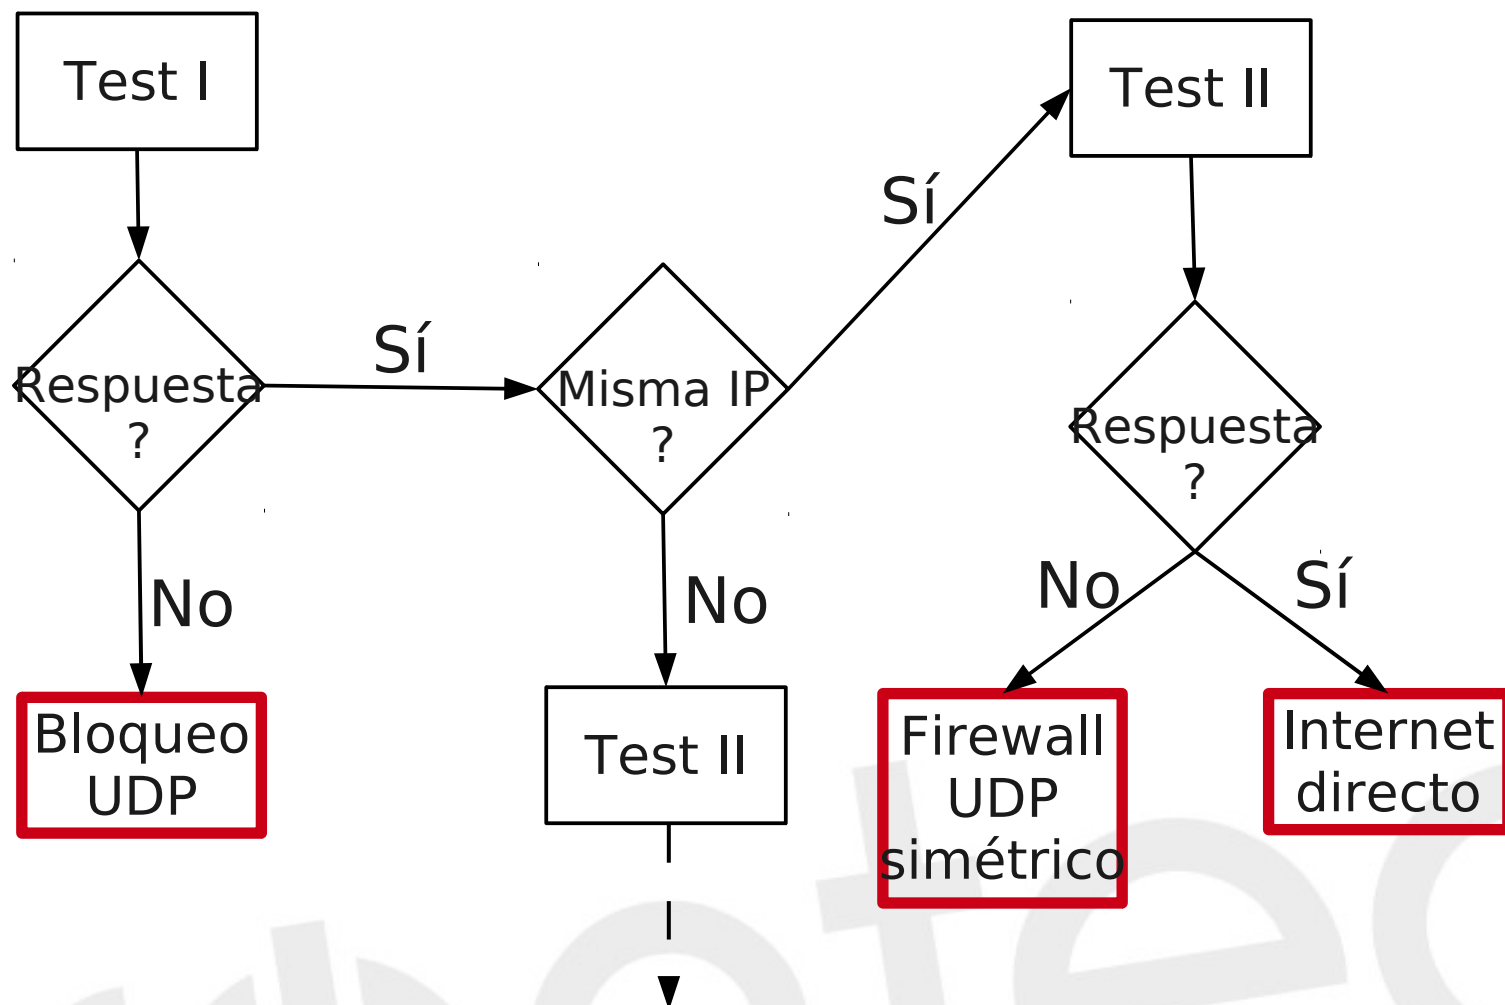 Test I
Test II
Sí
Sí
Respuesta
?
Misma IP
?
Respuesta
?
No
No
No
Sí
Bloqueo
UDP
Test II
Firewall
UDP
simétrico
Internet
directo